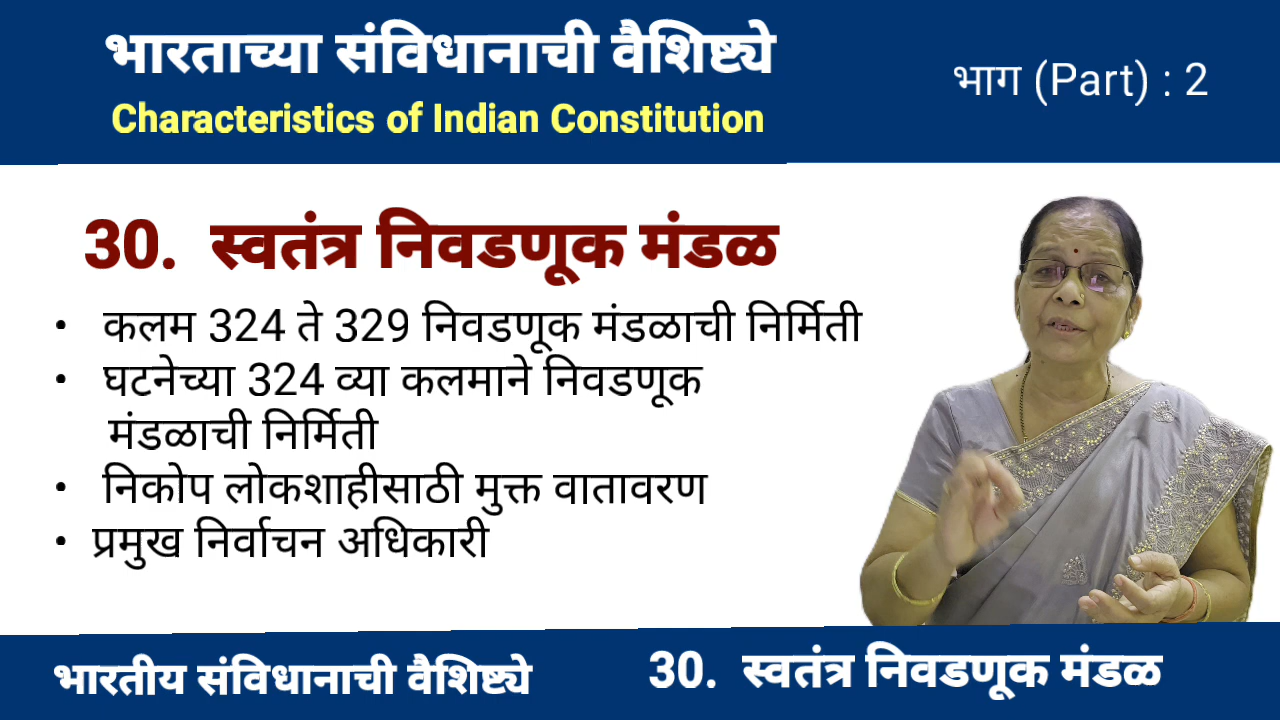 भारताच्या संविधानाची वैशिष्ट्ये
Characteristics of Indian Constitution
भाग (Part) : 2
30. स्वतंत्र निवडणूक मंडळ
• कलम 324 ते 329 निवडणूक मंडळाची निर्मिती
• घटनेच्या 324 व्या कलमाने निवडणूक
मंडळाची निर्मिती
• निकोप लोकशाहीसाठी मुक्त वातावरण
• प्रमुख निर्वाचन अधिकारी
भारतीय संविधानाची वैशिष्ट्ये
30. स्वतंत्र निवडणूक मंडळ